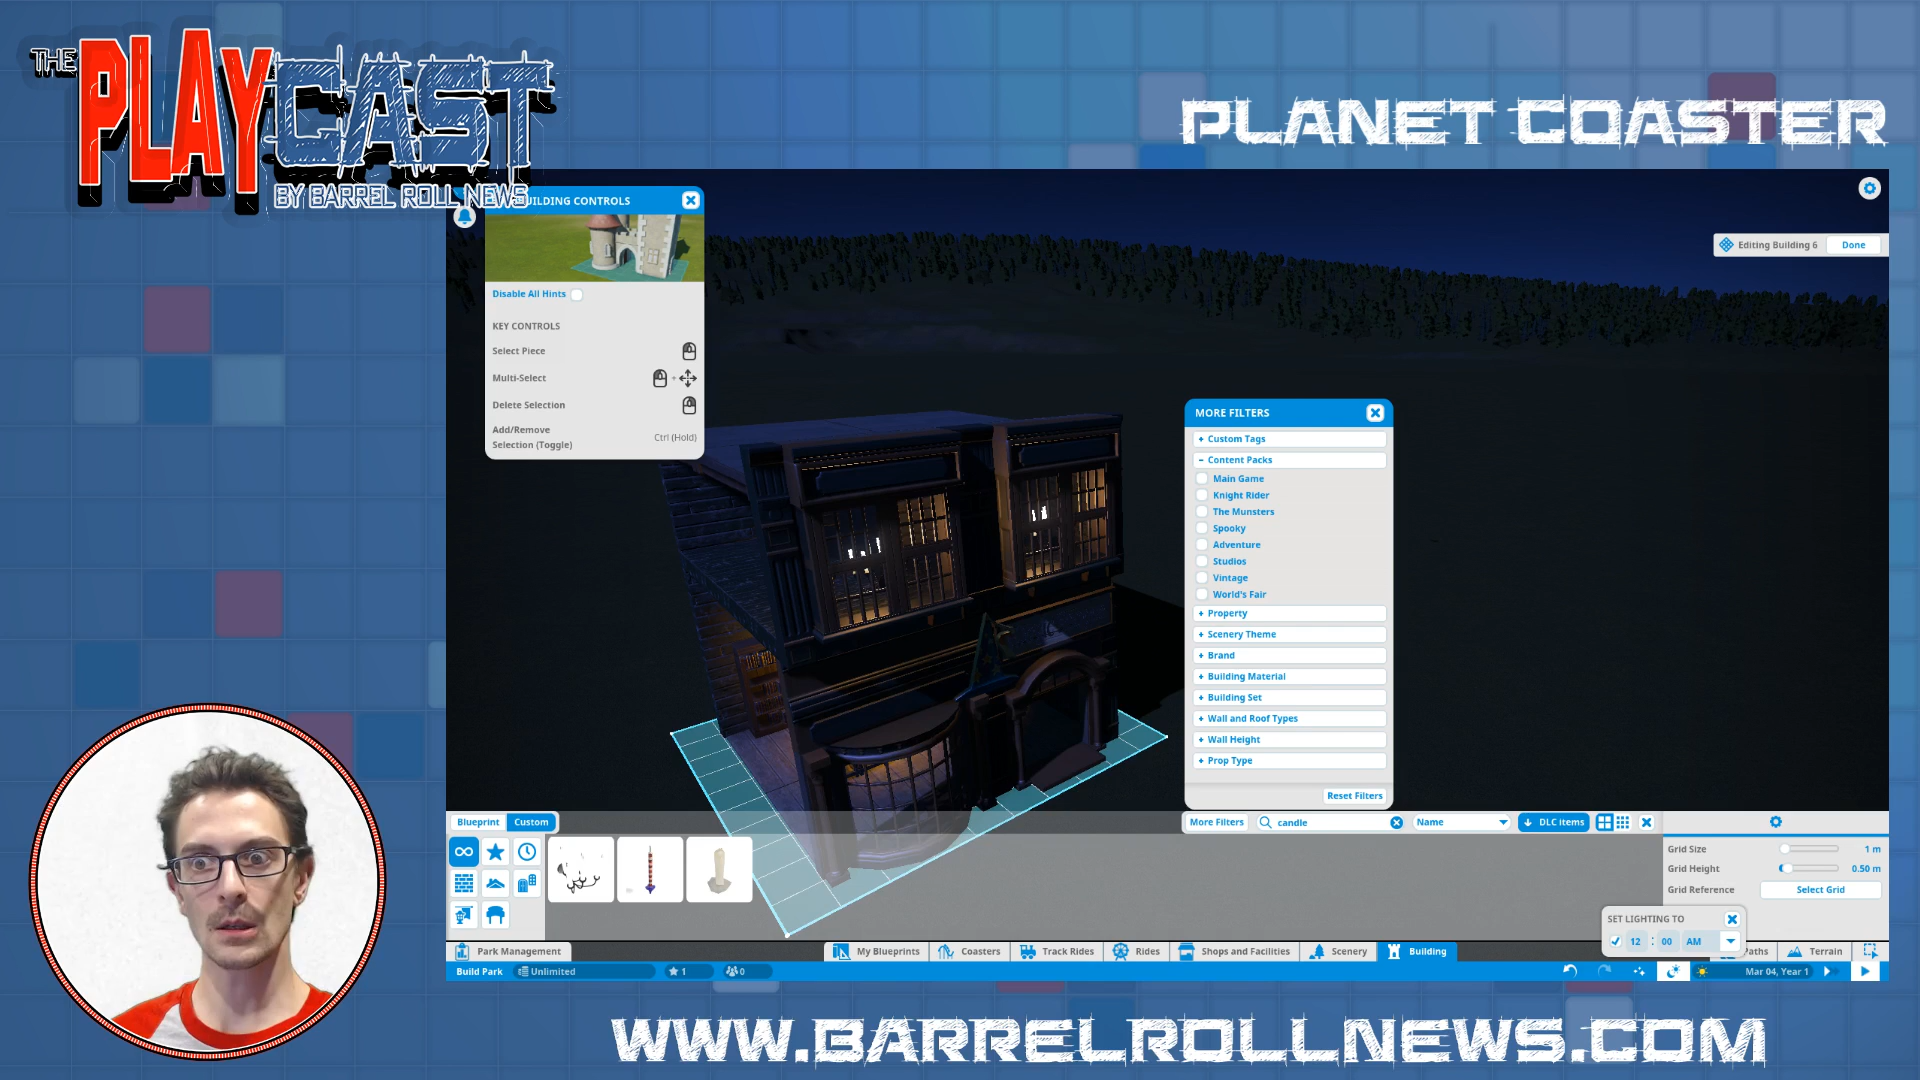 THE PLAYCAST
BY BARREL ROLL NEWS
PLANET COASTER
UILDING CONTROLS
Editing Building 6
Done
Disable All Hints
KEY CONTROLS
Select Piece
Multi-Select
+
Delete Selection
Add/Remove
Selection (Toggle)
Ctrl (Hold)
MORE FILTERS
+ Custom Tags
− Content Packs
Main Game
Knight Rider
The Munsters
Spooky
Adventure
Studios
Vintage
World's Fair
+ Property
+ Scenery Theme
+ Brand
+ Building Material
+ Building Set
+ Wall and Roof Types
+ Wall Height
+ Prop Type
Reset Filters
Blueprint
Custom
More Filters
candle
Name
DLC items
Grid Size
1 m
Grid Height
0.50 m
Grid Reference
Select Grid
SET LIGHTING TO
12 : 00 AM
Park Management
My Blueprints
Coasters
Track Rides
Rides
Shops and Facilities
Scenery
Building
Paths
Terrain
Build Park
Unlimited
1
0
Mar 04, Year 1
WWW.BARRELROLLNEWS.COM